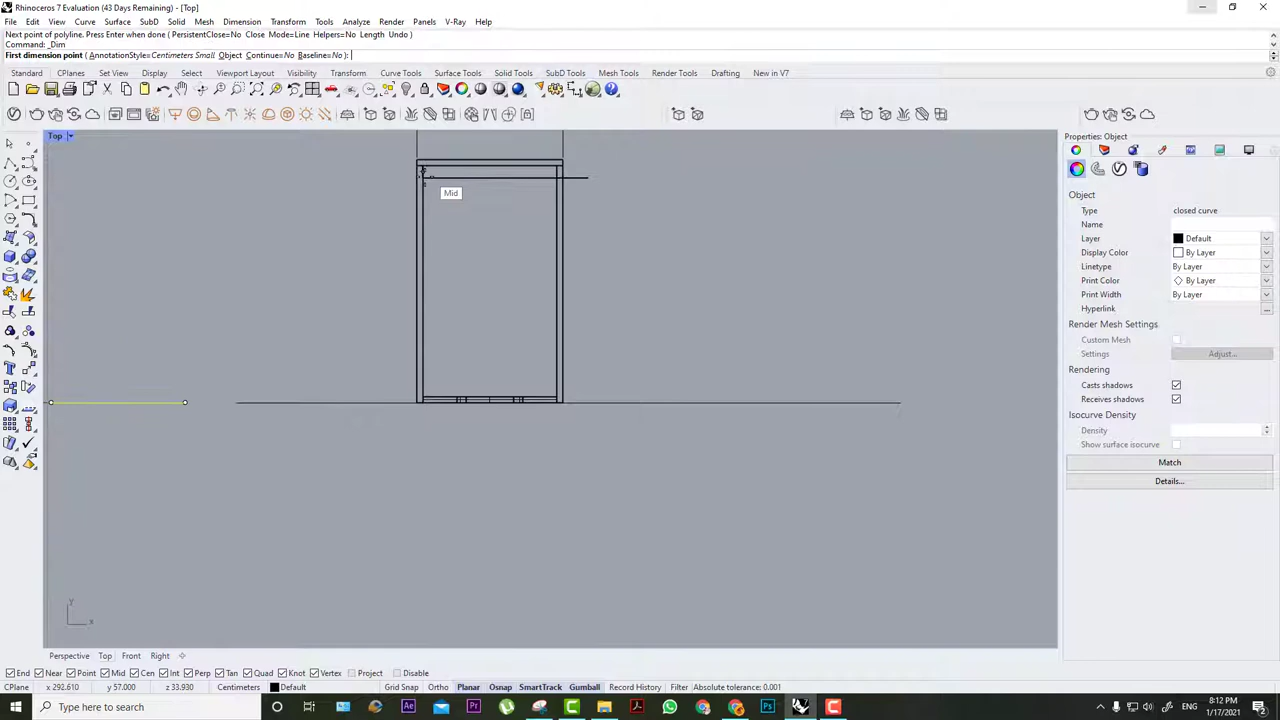 Rhinoceros 7 Evaluation (43 Days Remaining) - [Top]
File Edit View Curve Surface SubD Solid Mesh Dimension Transform Tools Analyze Render Panels V-Ray Help
Next point of polyline. Press Enter when done ( PersistentClose=No Close Mode=Line Helpers=No Length Undo )
Command: _Dim
First dimension point ( AnnotationStyle=Centimeters Small Object Continue=No Baseline=No ):
Standard CPlanes Set View Display Select Viewport Layout Visibility Transform Curve Tools Surface Tools Solid Tools SubD Tools Mesh Tools Render Tools Drafting New in V7
Top
Properties: Object
Mid
Object
Type closed curve
Name
Layer Default
Display Color By Layer
Linetype By Layer
Print Color By Layer
Print Width By Layer
Hyperlink ...
Render Mesh Settings
Custom Mesh
Settings Adjust...
Rendering
Casts shadows
Receives shadows
Isocurve Density
Density
Show surface isocurve
Match
Details...
y
x
Perspective Top Front Right
End Near Point Mid Cen Int Perp Tan Quad Knot Vertex Project Disable
CPlane x 292.610 y 57.000 z 33.930 Centimeters Default Grid Snap Ortho Planar Osnap SmartTrack Gumball Record History Filter Absolute tolerance: 0.001
Type here to search
Ae Pr Ps
8:12 PM
1/17/2021